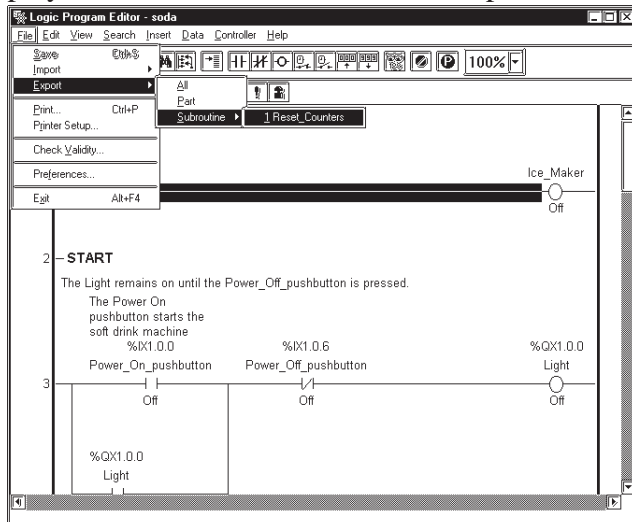 Logic Program Editor - soda
File Edit View Search Insert Data Controller Help
Save Ctrl+S
Import
Export
Print... Ctrl+P
Printer Setup...
Check Validity...
Preferences...
Exit Alt+F4
All
Part
Subroutine
1 Reset_Counters
100%
Ice_Maker
Off
2 START
The Light remains on until the Power_Off_pushbutton is pressed.
The Power On
pushbutton starts the
soft drink machine
%IX1.0.0 %IX1.0.6 %QX1.0.0
Power_On_pushbutton Power_Off_pushbutton Light
3
Off Off Off
%QX1.0.0
Light